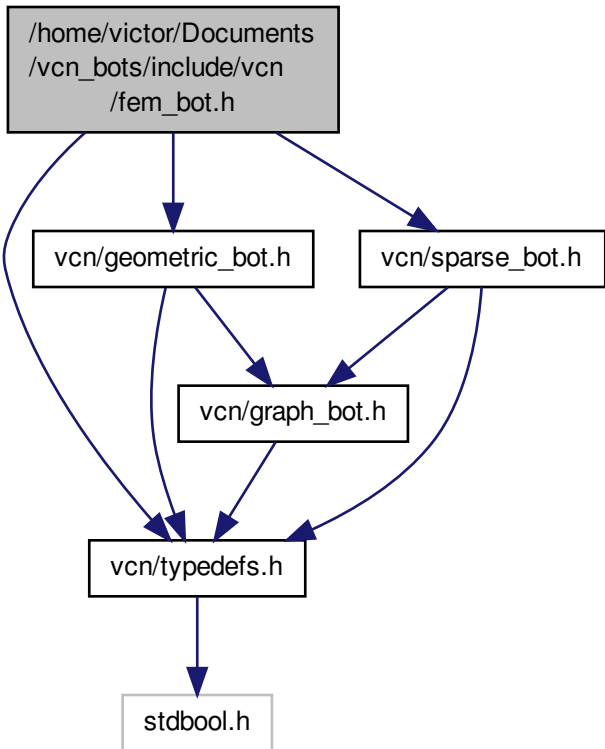 /home/victor/Documents
/vcn_bots/include/vcn
/fem_bot.h
vcn/geometric_bot.h
vcn/sparse_bot.h
vcn/graph_bot.h
vcn/typedefs.h
stdbool.h